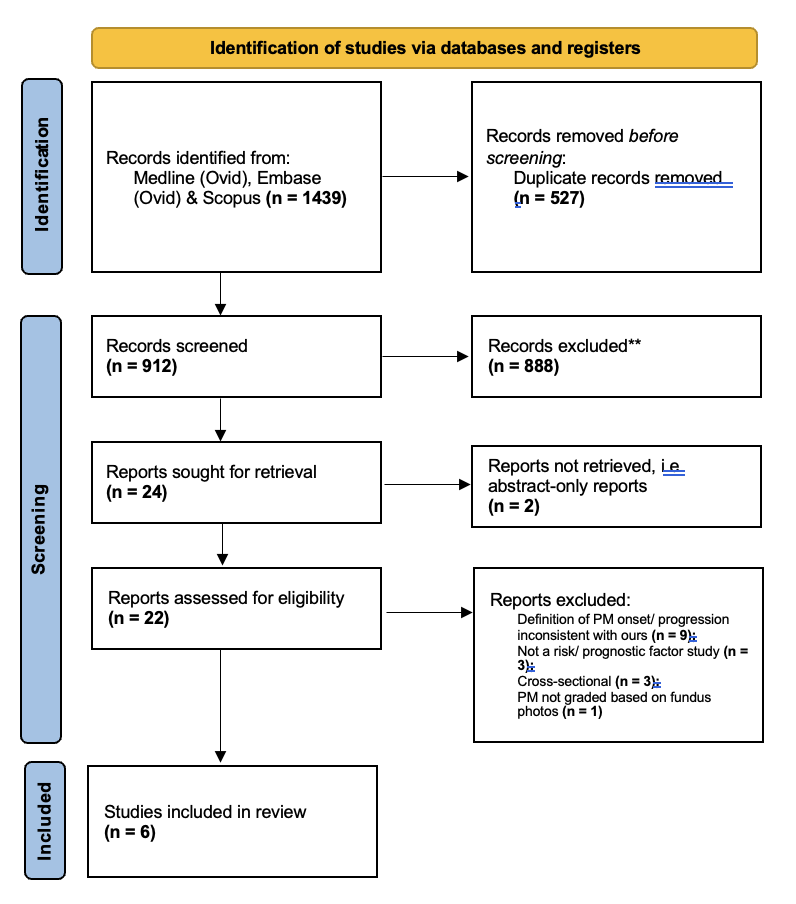 Identification of studies via databases and registers
Identification
Records identified from:
Medline (Ovid), Embase
(Ovid) & Scopus (n = 1439)
Records removed before
screening:
Duplicate records removed
(n = 527)
Screening
Records screened
(n = 912)
Records excluded**
(n = 888)
Reports sought for retrieval
(n = 24)
Reports not retrieved, i.e.
abstract-only reports
(n = 2)
Reports assessed for eligibility
(n = 22)
Reports excluded:
Definition of PM onset/ progression
inconsistent with ours (n = 9);
Not a risk/ prognostic factor study (n =
3);
Cross-sectional (n = 3);
PM not graded based on fundus
photos (n = 1)
Included
Studies included in review
(n = 6)